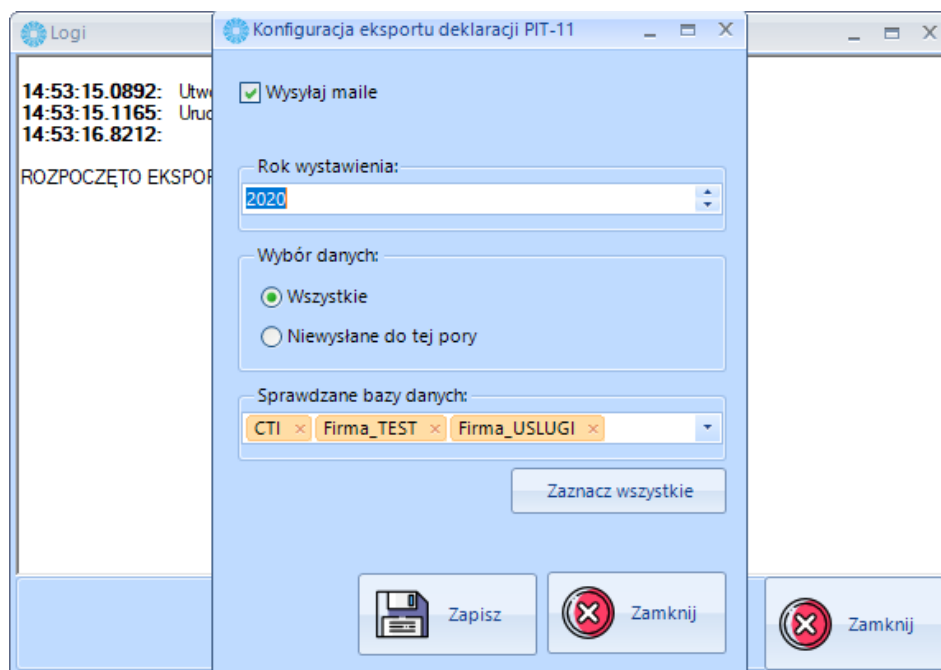 Logi
Konfiguracja eksportu deklaracji PIT-11
14:53:15.0892: Utwo
14:53:15.1165: Uruc
14:53:16.8212:
ROZPOCZĘTO EKSPOR
Wysyłaj maile
Rok wystawienia:
2020
Wybór danych:
Wszystkie
Niewysłane do tej pory
Sprawdzane bazy danych:
CTI × Firma_TEST × Firma_USLUGI ×
Zaznacz wszystkie
Zapisz
Zamknij
Zamknij